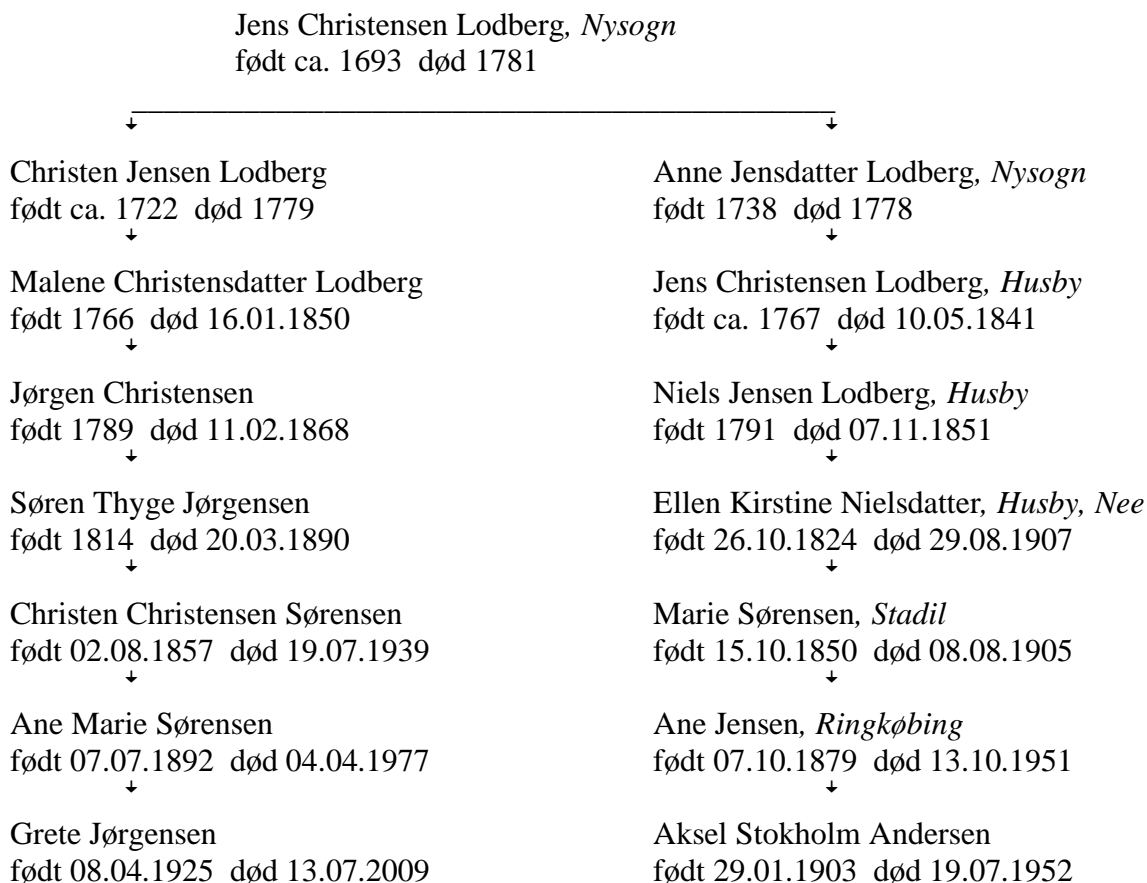 Jens Christensen Lodberg, Nysogn
født ca. 1693 død 1781
Christen Jensen Lodberg
født ca. 1722 død 1779
Malene Christensdatter Lodberg
født 1766 død 16.01.1850
Jørgen Christensen
født 1789 død 11.02.1868
Søren Thyge Jørgensen
født 1814 død 20.03.1890
Christen Christensen Sørensen
født 02.08.1857 død 19.07.1939
Ane Marie Sørensen
født 07.07.1892 død 04.04.1977
Grete Jørgensen
født 08.04.1925 død 13.07.2009
Anne Jensdatter Lodberg, Nysogn
født 1738 død 1778
Jens Christensen Lodberg, Husby
født ca. 1767 død 10.05.1841
Niels Jensen Lodberg, Husby
født 1791 død 07.11.1851
Ellen Kirstine Nielsdatter, Husby, Nee
født 26.10.1824 død 29.08.1907
Marie Sørensen, Stadil
født 15.10.1850 død 08.08.1905
Ane Jensen, Ringkøbing
født 07.10.1879 død 13.10.1951
Aksel Stokholm Andersen
født 29.01.1903 død 19.07.1952